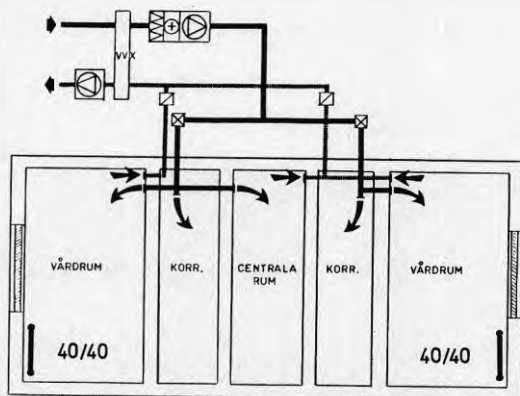 VVX
VÅRDRUM
KORR.
CENTRALA
RUM
KORR.
VÅRDRUM
40/40
40/40